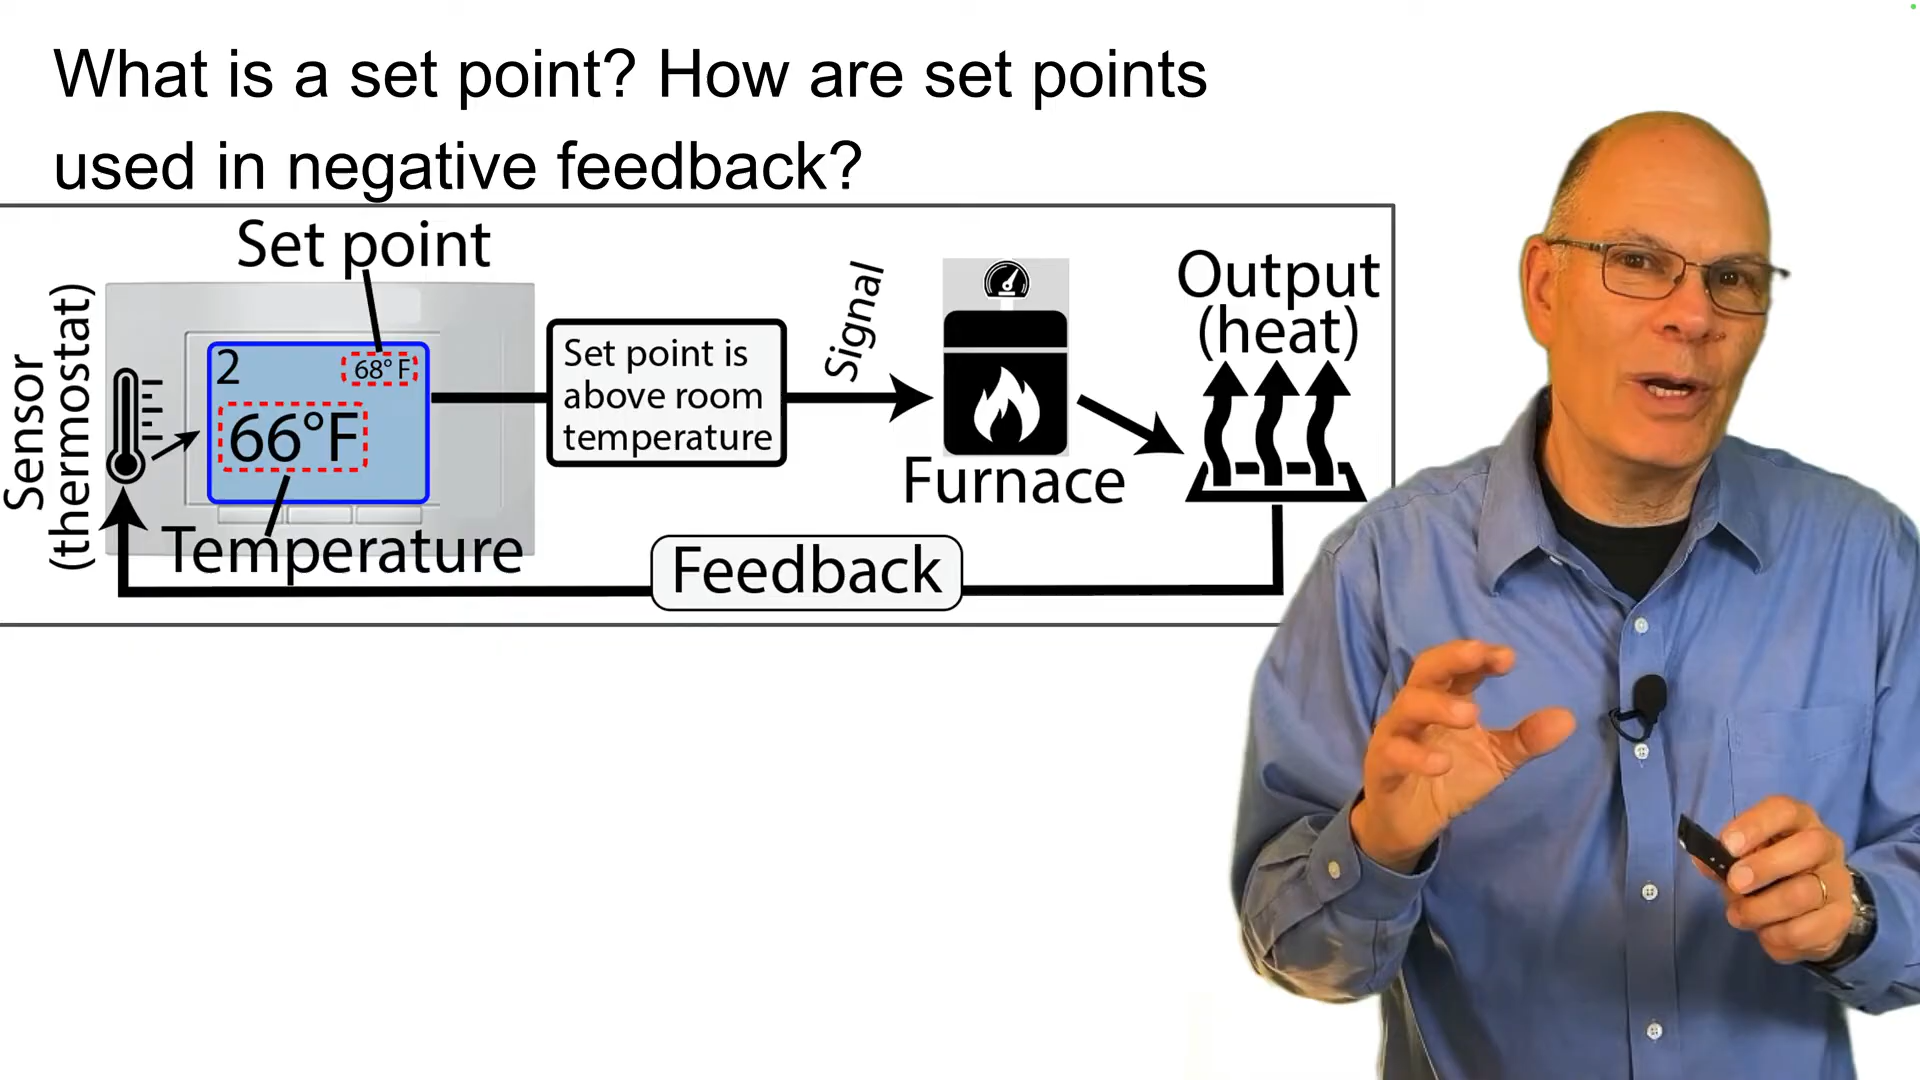 What is a set point? How are set points
used in negative feedback?
Set point
Sensor
(thermostat)
2
68° F
66°F
Temperature
Set point is
above room
temperature
Signal
Furnace
Output
(heat)
Feedback